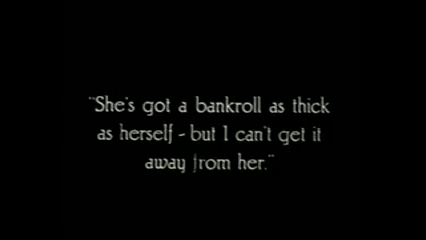 "She's got a bankroll as thick
as herself - but I can't get it
away from her."